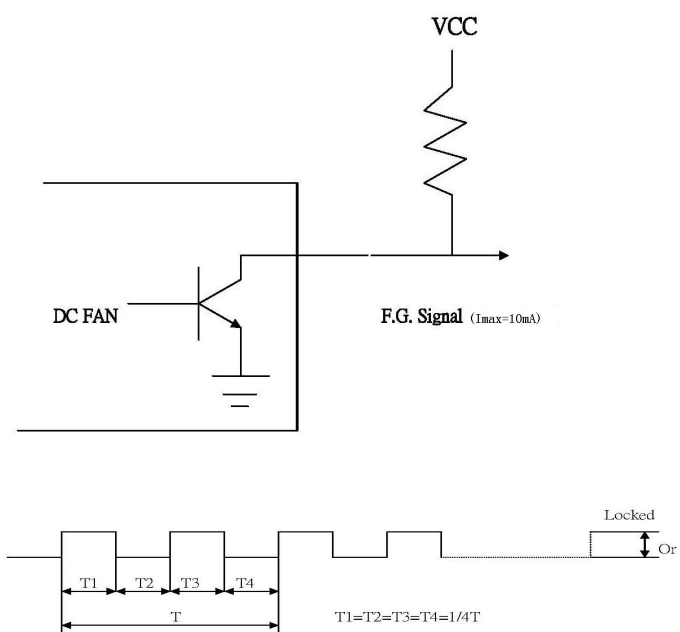 VCC
DC FAN
F.G. Signal (Imax=10mA)
Locked
Or
T1 T2 T3 T4
T
T1=T2=T3=T4=1/4T